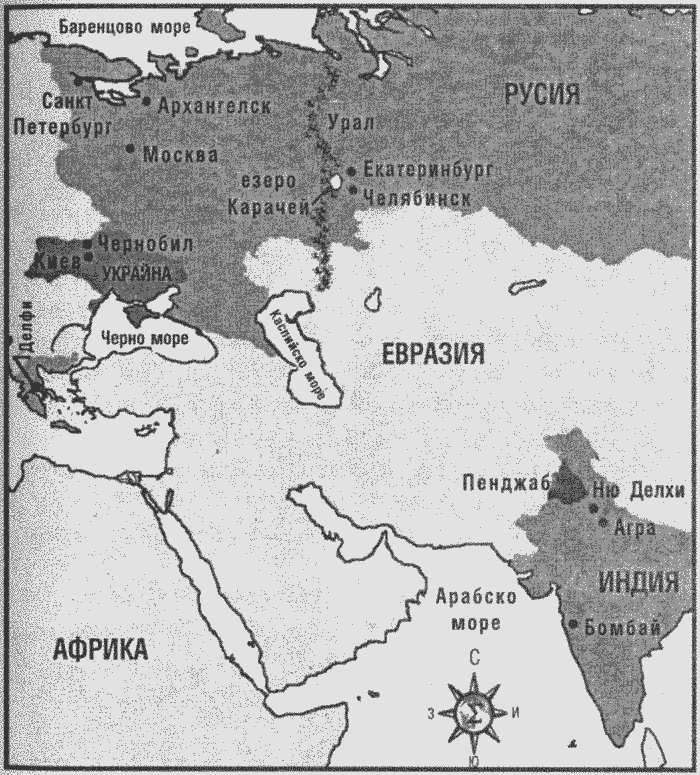 Баренцово море
РУСИЯ
Санкт
Петербург
Архангелск
Урал
Москва
Екатеринбург
езеро
Карачей
Челябинск
Чернобил
Киев
УКРАЙНА
Делфи
Черно море
Каспийско море
ЕВРАЗИЯ
Пенджаб
Ню Делхи
Агра
ИНДИЯ
Арабско
море
Бомбай
АФРИКА
С
З
И
Ю
Σ